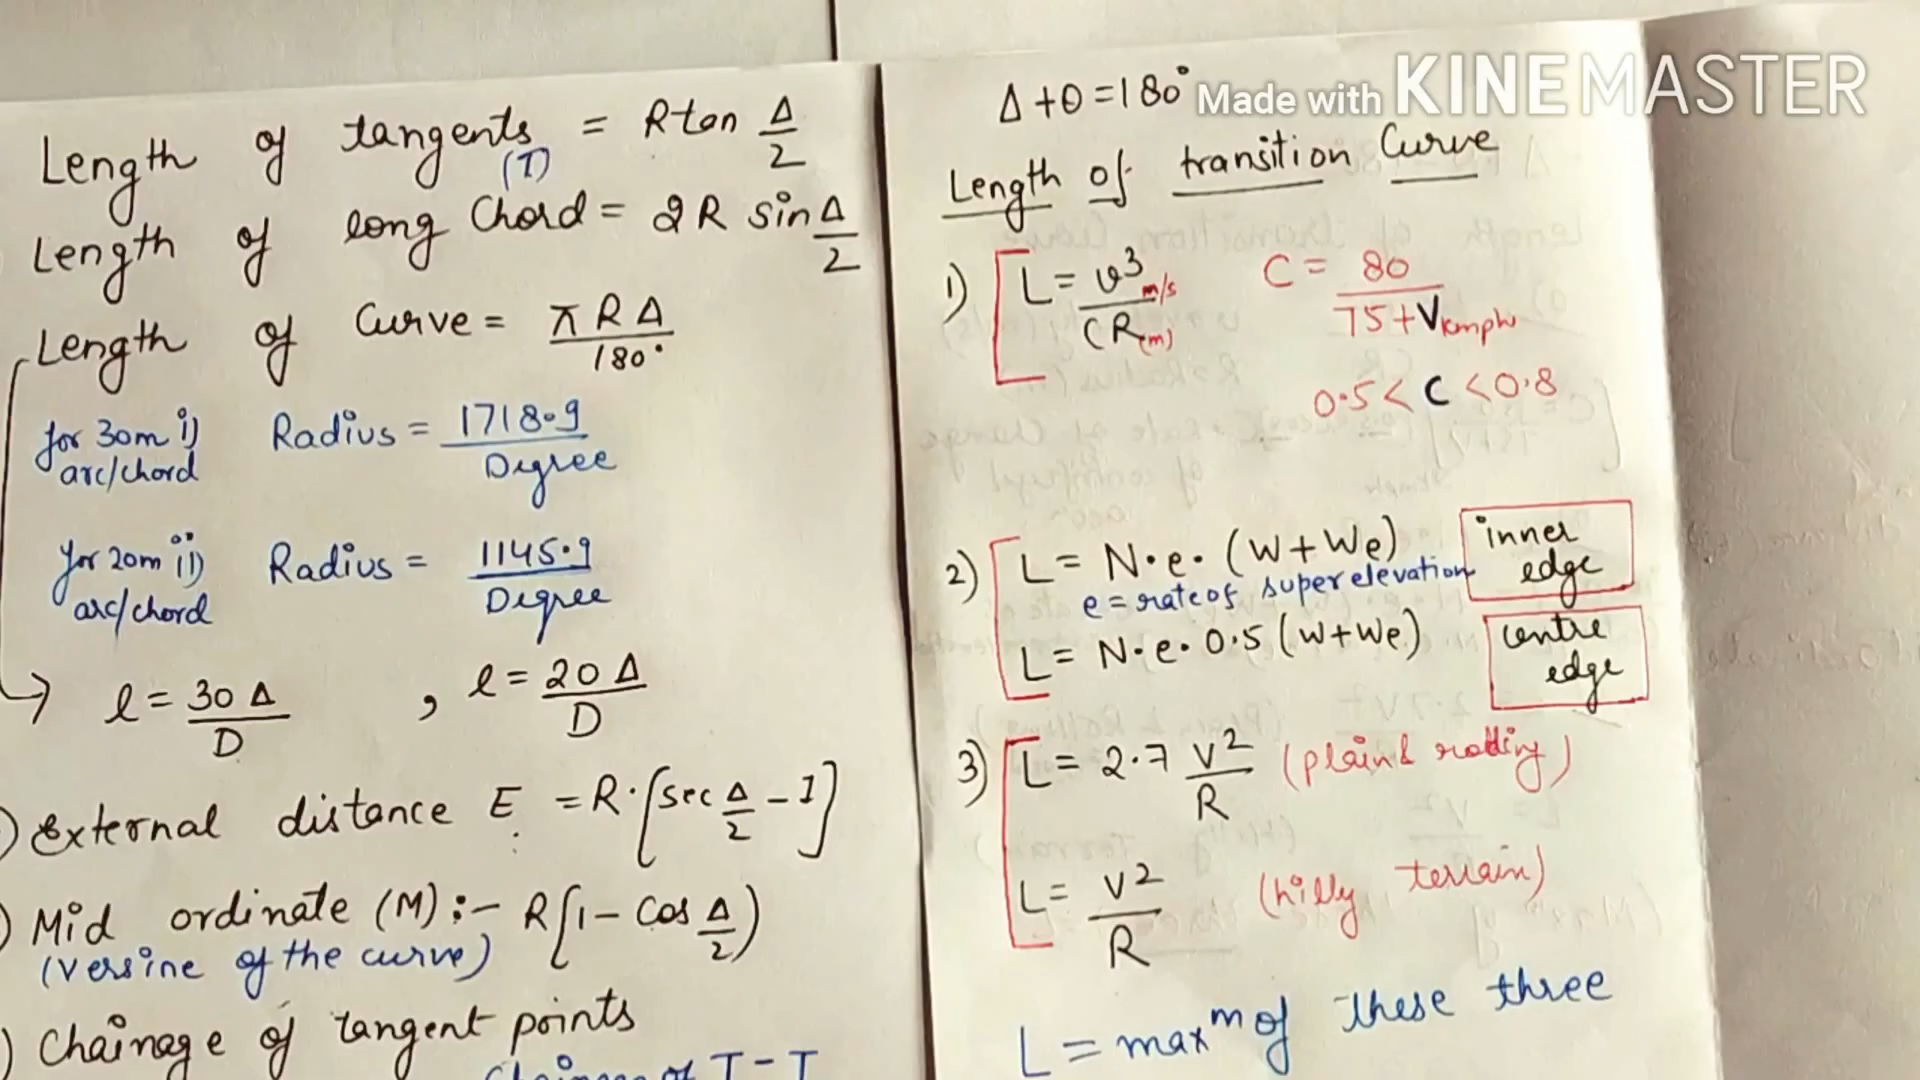 Length of tangents = R tan Δ/2
(T)
Length of long Chord = 2R sin Δ/2
Length of Curve = πRΔ/180°
for 30m i) Radius = 1718.9/Degree
arc/chord
for 20m ii) Radius = 1145.9/Degree
arc/chord
l = 30Δ/D , l = 20Δ/D
External distance E = R.[sec Δ/2 - 1]
Mid ordinate (M):- R[1 - Cos Δ/2)
(Versine of the curve)
Chainage of tangent points
T - T
Δ + θ = 180°
Made with KINEMASTER
Length of transition Curve
1) L = v³ m/s / CR(m) C = 80/75+V kmph
0.5 < C < 0.8
2) L = N.e. (W+We) inner edge
e = rate of super elevation
L = N.e. 0.5 (W+We) centre edge
3) L = 2.7 V²/R (plain & rolling)
L = V²/R (hilly terrain)
L = maxᵐ of these three